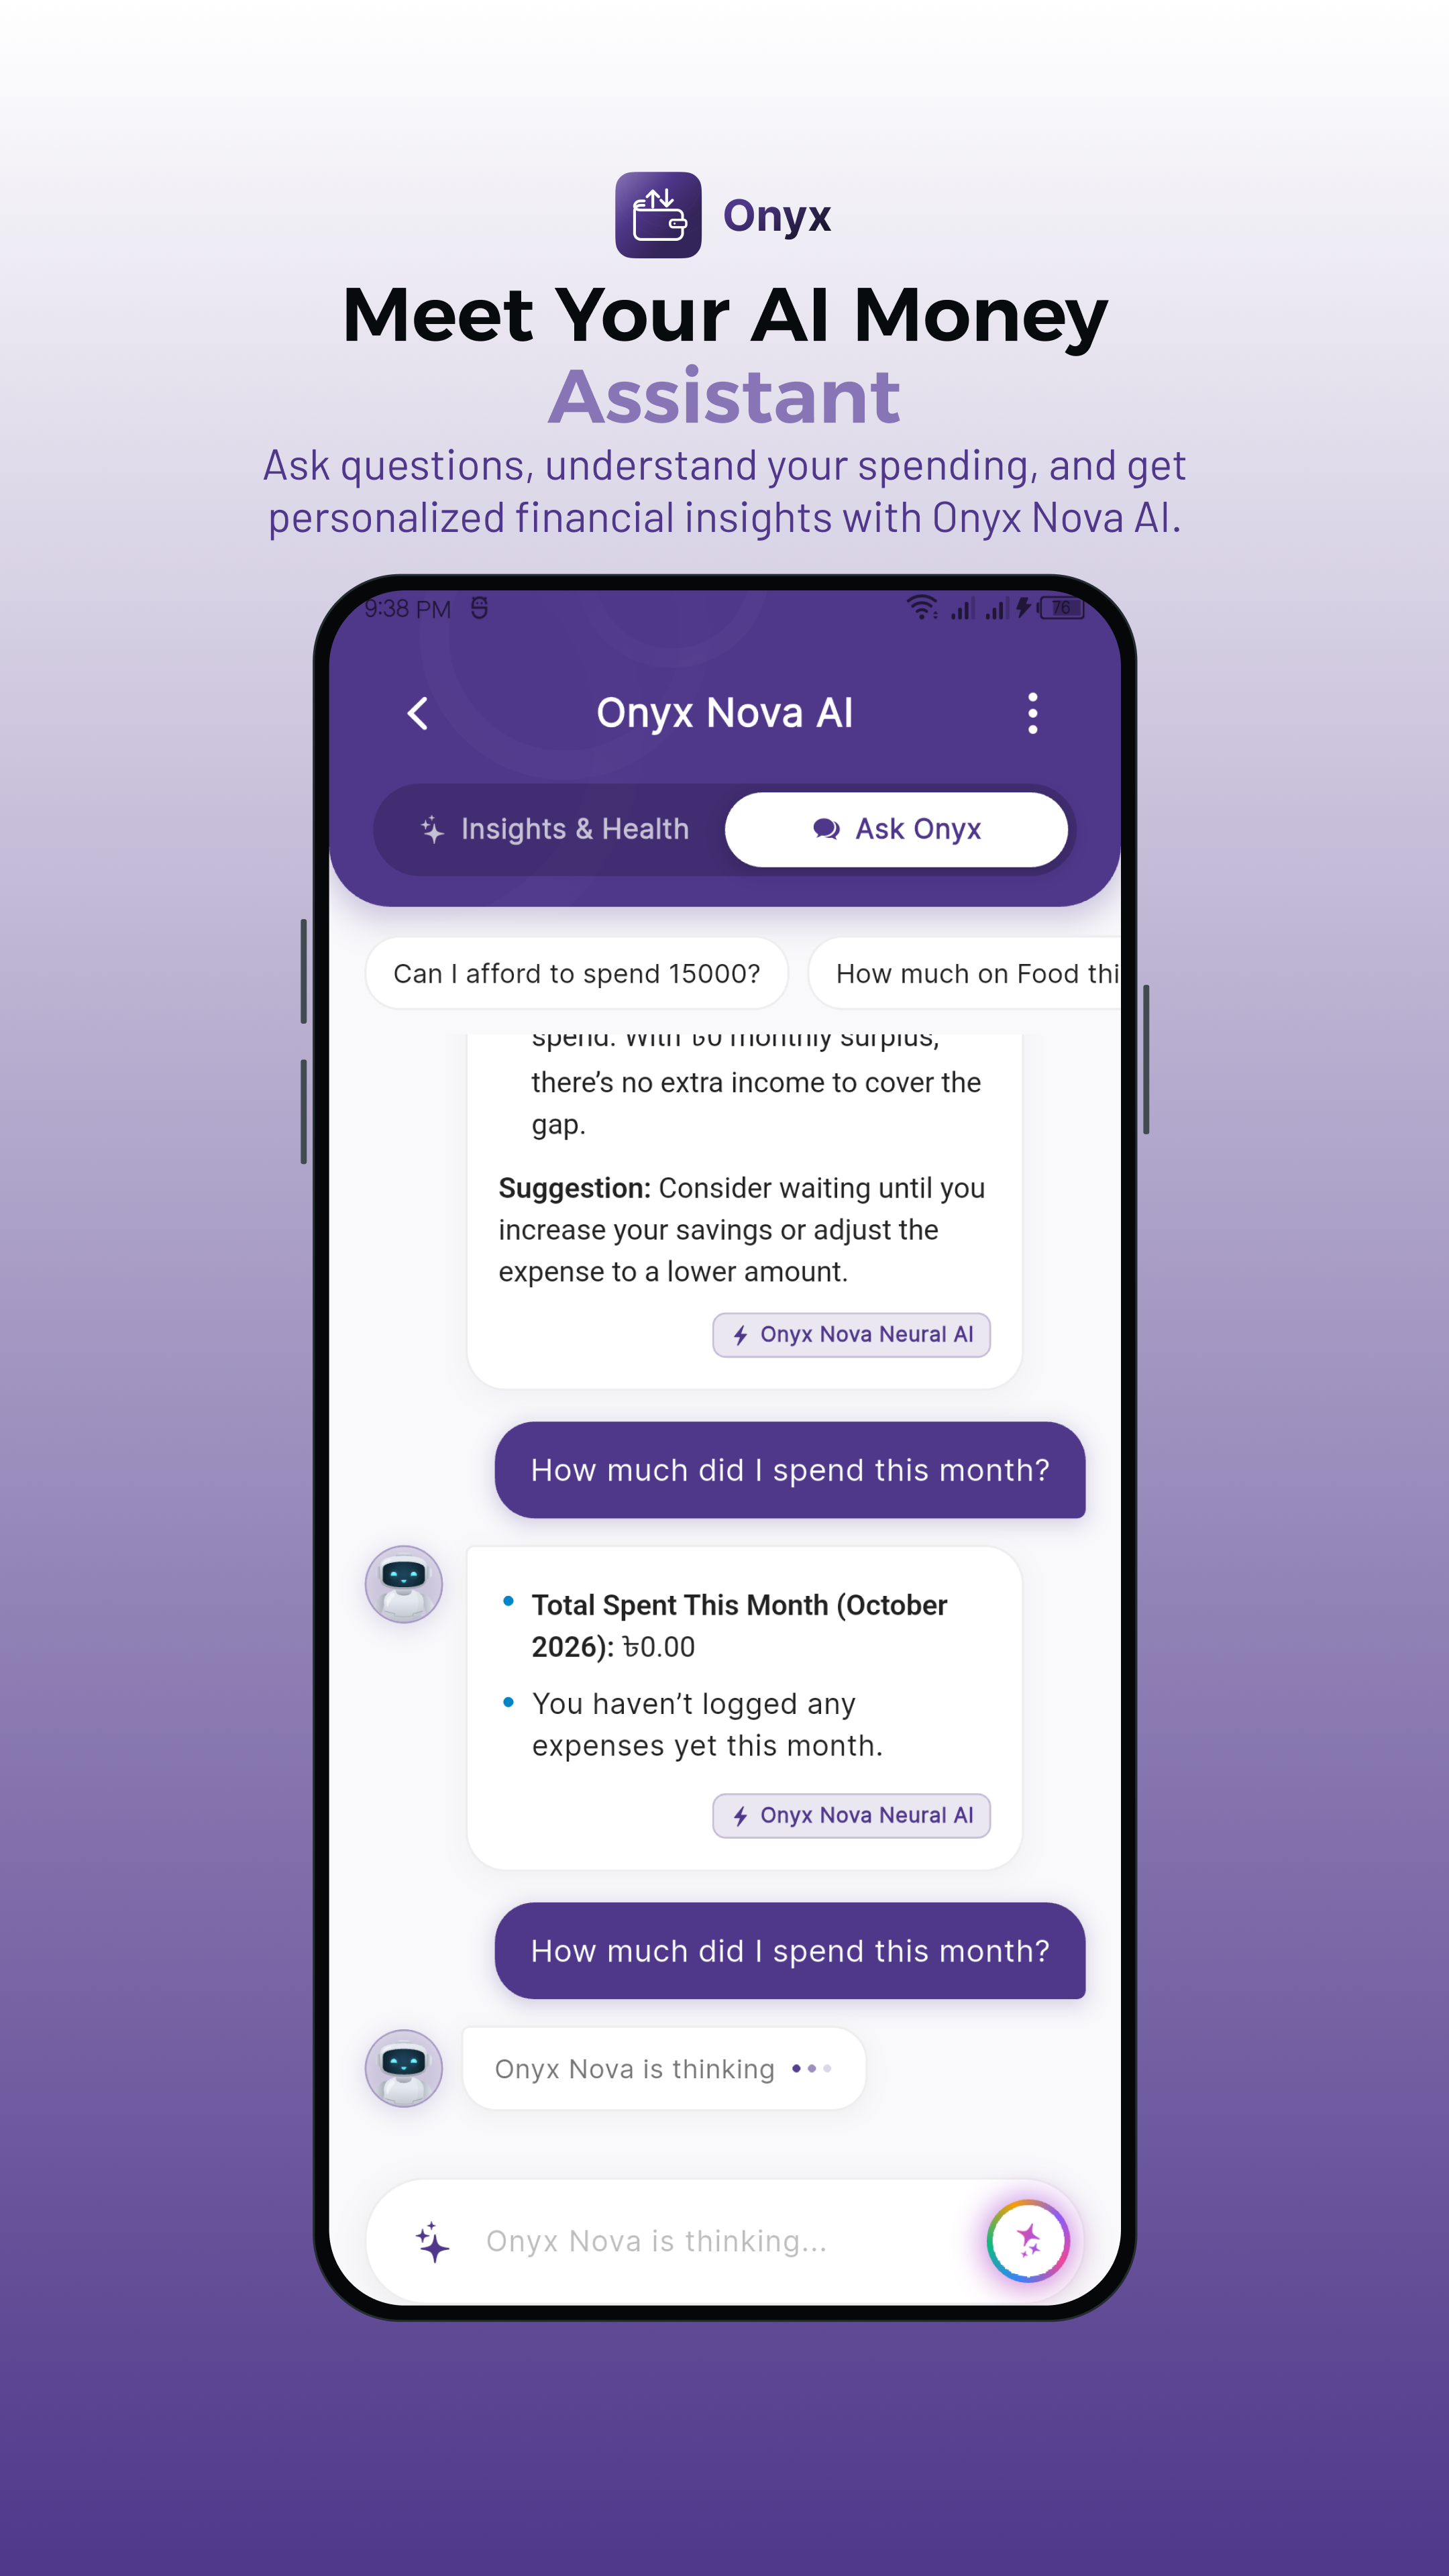 Onyx
Meet Your AI Money
Assistant
Ask questions, understand your spending, and get
personalized financial insights with Onyx Nova AI.
9:38 PM
76
Onyx Nova AI
Insights & Health
Ask Onyx
Can I afford to spend 15000?
How much on Food thi
spend. With ৳0 monthly surplus,
there’s no extra income to cover the
gap.
Suggestion: Consider waiting until you
increase your savings or adjust the
expense to a lower amount.
Onyx Nova Neural AI
How much did I spend this month?
• Total Spent This Month (October
2026): ৳0.00
• You haven’t logged any
expenses yet this month.
Onyx Nova Neural AI
How much did I spend this month?
Onyx Nova is thinking
Onyx Nova is thinking...